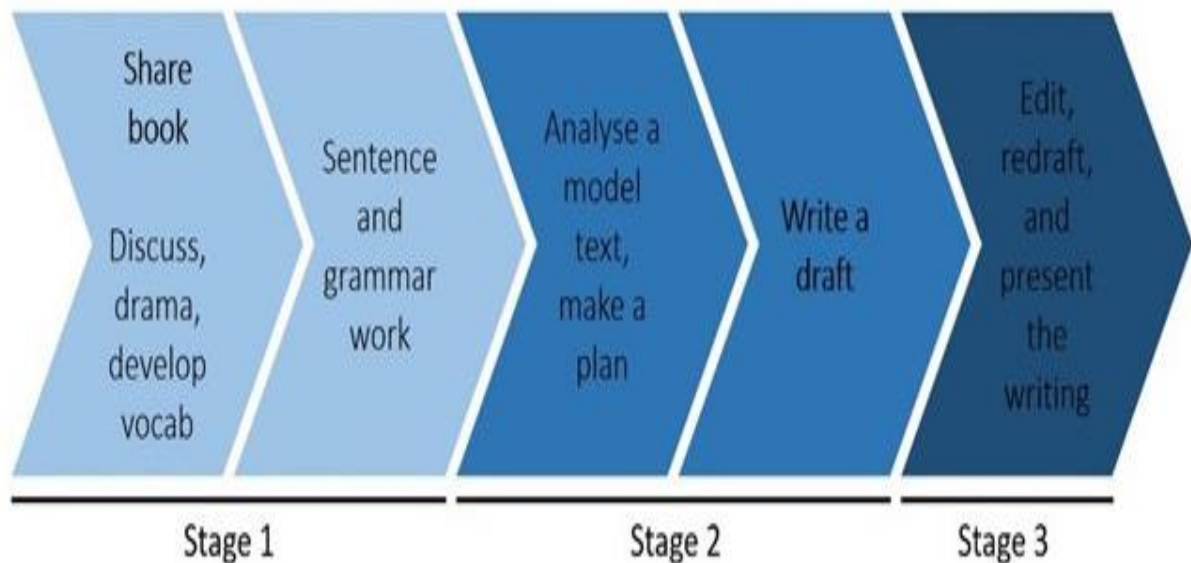 Share
book
Discuss,
drama,
develop
vocab
Sentence
and
grammar
work
Analyse a
model
text,
make a
plan
Write a
draft
Edit,
redraft,
and
present
the
writing
Stage 1
Stage 2
Stage 3